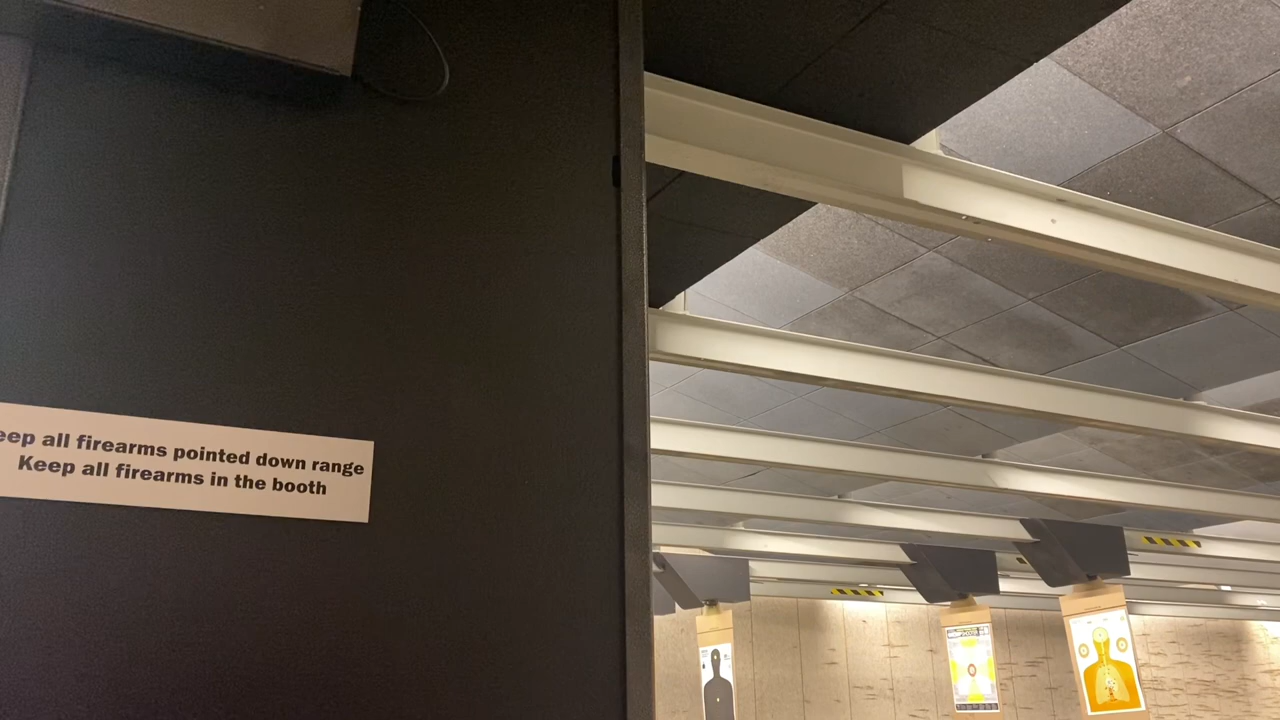 eep all firearms pointed down range
Keep all firearms in the booth